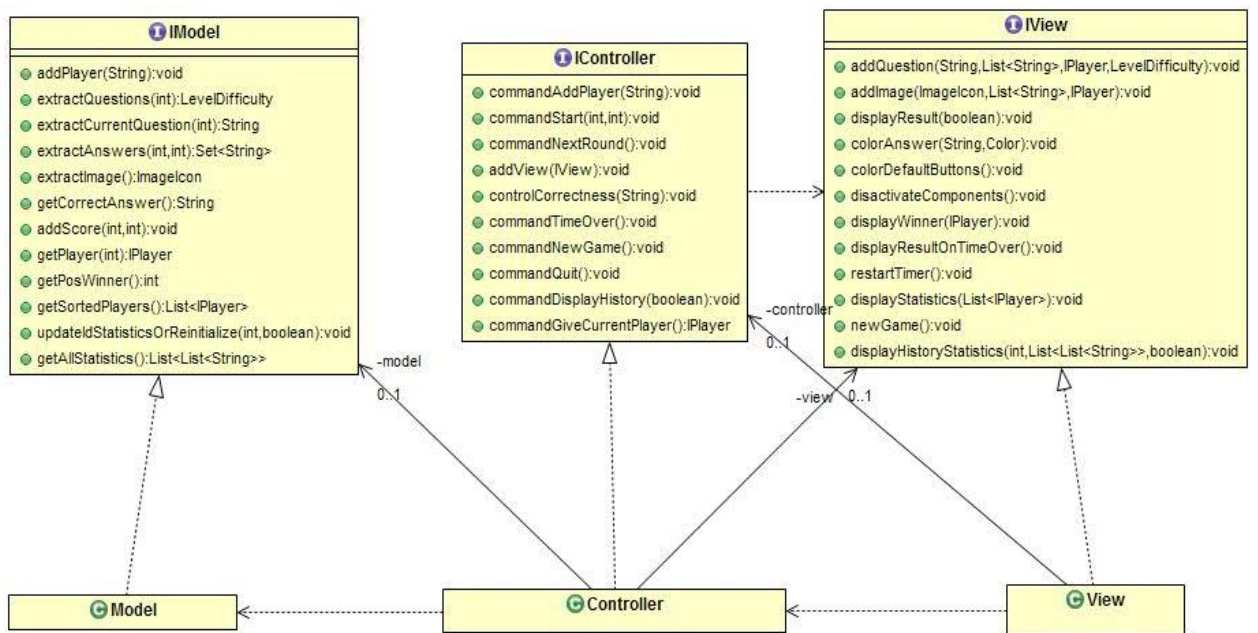 IModel
addPlayer(String):void
extractQuestions(int):LevelDifficulty
extractCurrentQuestion(int):String
extractAnswers(int,int):Set<String>
extractImage():ImageIcon
getCorrectAnswer():String
addScore(int,int):void
getPlayer(int):IPlayer
getPosWinner():int
getSortedPlayers():List<IPlayer>
updateIdStatisticsOrReinitialize(int,boolean):void
getAllStatistics():List<List<String>>
IController
commandAddPlayer(String):void
commandStart(int,int):void
commandNextRound():void
addView(IView):void
controlCorrectness(String):void
commandTimeOver():void
commandNewGame():void
commandQuit():void
commandDisplayHistory(boolean):void
commandGiveCurrentPlayer():IPlayer
IView
addQuestion(String,List<String>,IPlayer,LevelDifficulty):void
addImage(ImageIcon,List<String>,IPlayer):void
displayResult(boolean):void
colorAnswer(String,Color):void
colorDefaultButtons():void
disactivateComponents():void
displayWinner(IPlayer):void
displayResultOnTimeOver():void
restartTimer():void
displayStatistics(List<IPlayer>):void
newGame():void
displayHistoryStatistics(int,List<List<String>>,boolean):void
-controller
0..1
-model
0..1
-view
0..1
Model
Controller
View